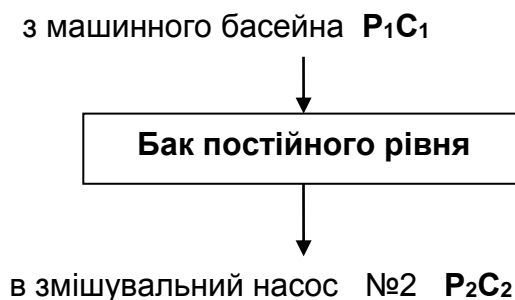 з машинного басейна P₁C₁
Бак постійного рівня
в змішувальний насос №2 P₂C₂